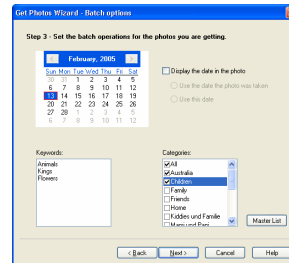 Get Photos Wizard - Batch options
Step 3 - Set the batch operations for the photos you are getting.
February, 2005
Sun Mon Tue Wed Thu Fri Sat
30 31 1 2 3 4 5
6 7 8 9 10 11 12
13 14 15 16 17 18 19
20 21 22 23 24 25 26
27 28 1 2 3 4 5
6 7 8 9 10 11 12
Display the date in the photo
Use the date the photo was taken
Use this date
Keywords:
Animals
Kings
Flowers
Categories:
All
Australia
Children
Family
Friends
Home
Kiddies und Familie
Mami und Papi
Master List
< Back
Next >
Cancel
Help